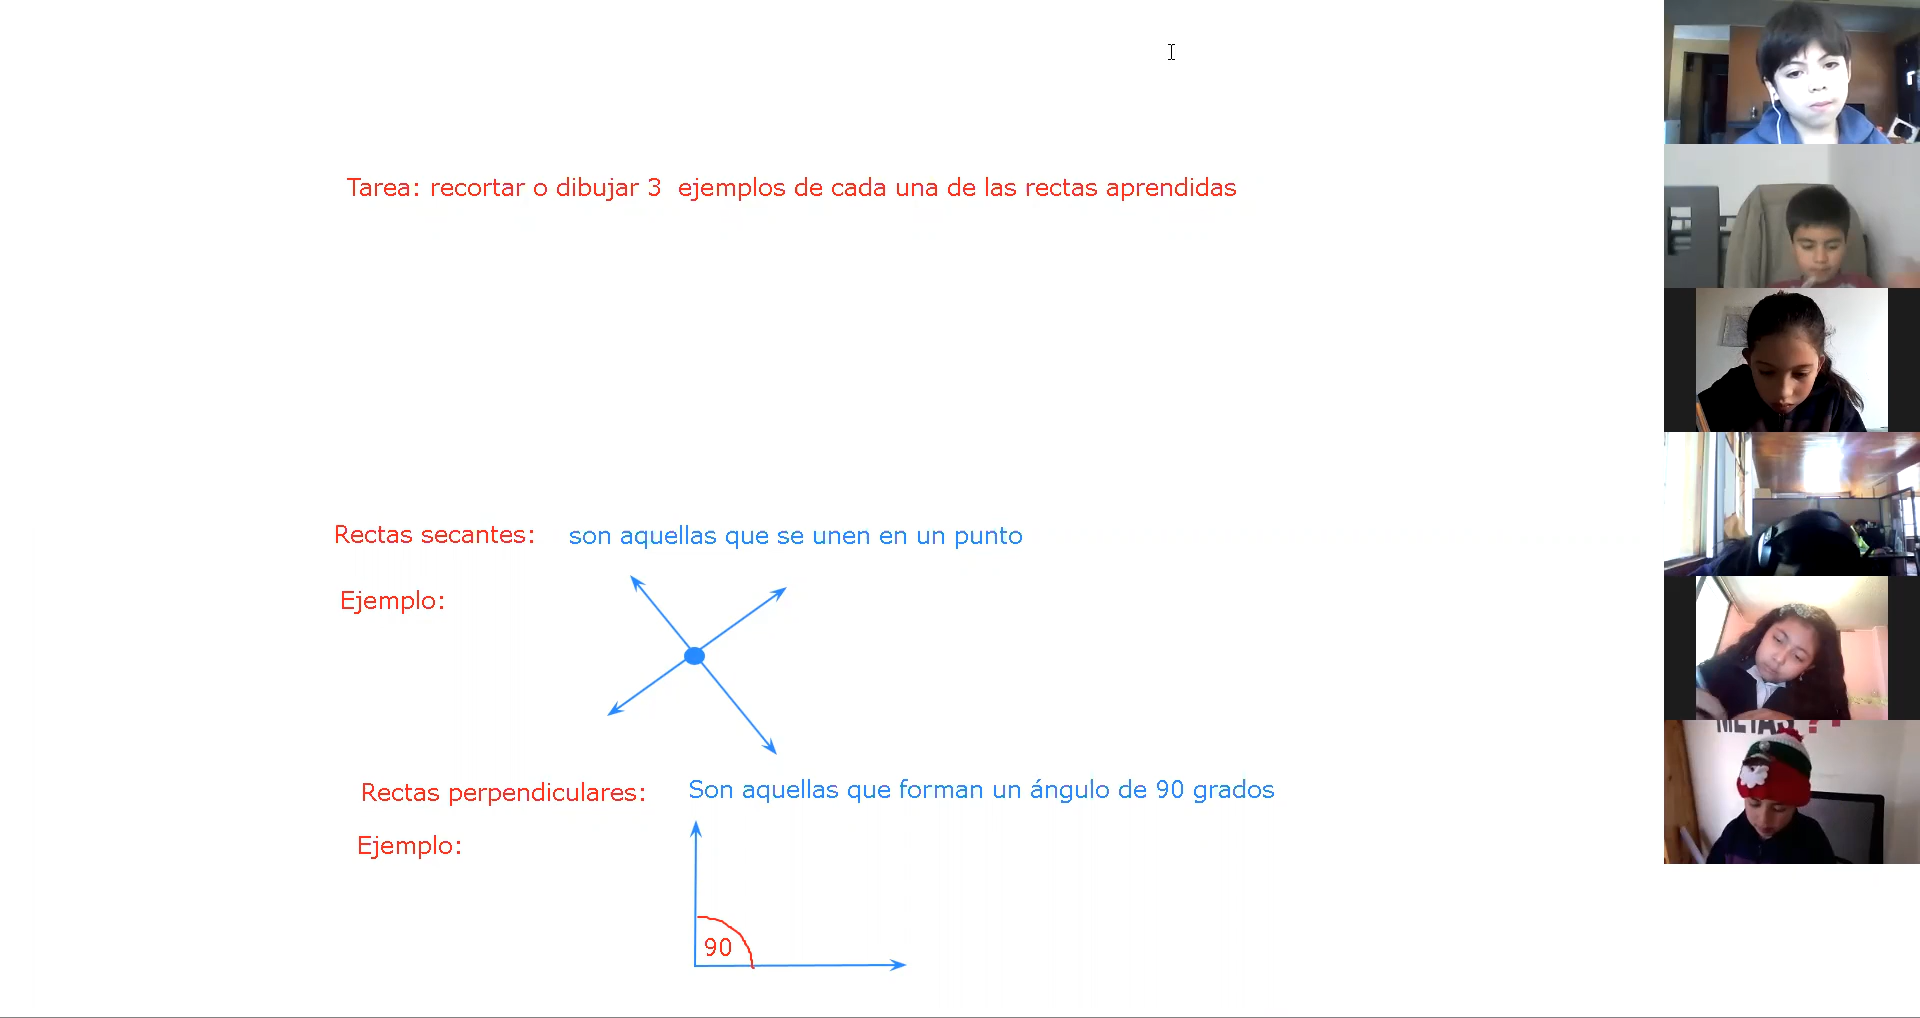 Tarea: recortar o dibujar 3 ejemplos de cada una de las rectas aprendidas
Rectas secantes: son aquellas que se unen en un punto
Ejemplo:
Rectas perpendiculares: Son aquellas que forman un ángulo de 90 grados
Ejemplo:
90
METAS